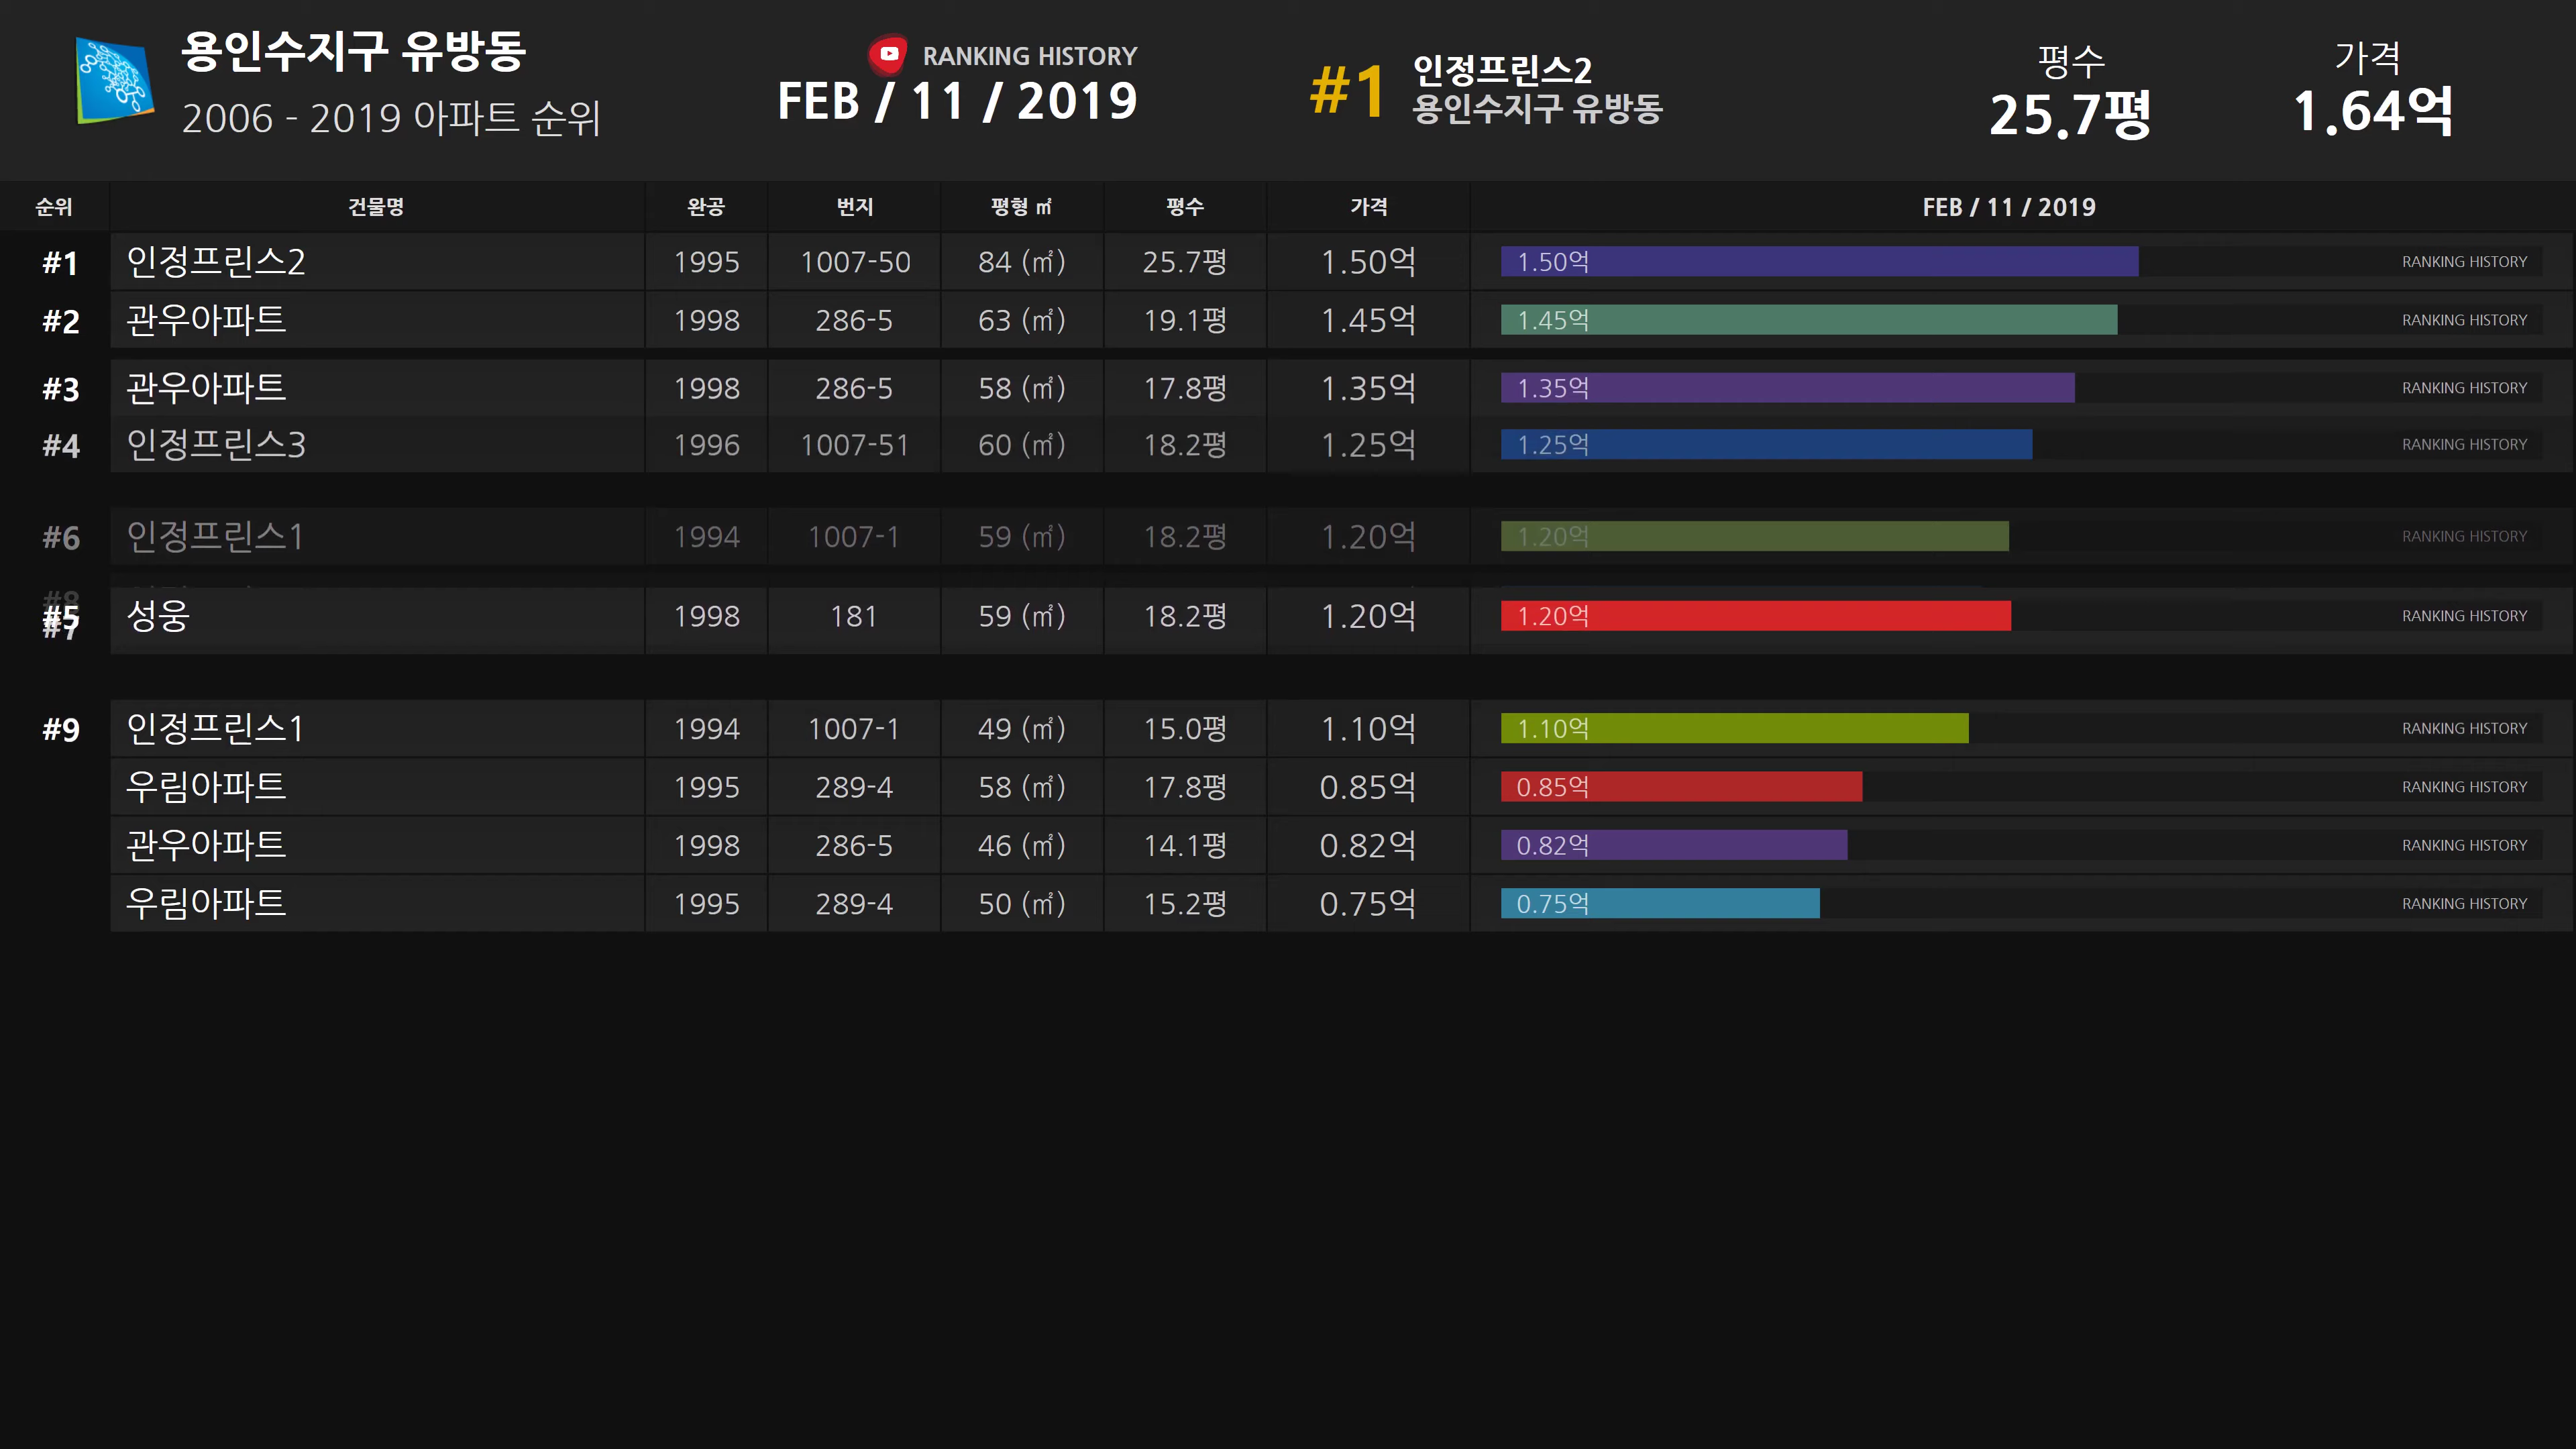 용인수지구 유방동
2006 - 2019 아파트 순위
RANKING HISTORY
FEB / 11 / 2019
#1
인정프린스2
용인수지구 유방동
평수
25.7평
가격
1.64억
순위 건물명 완공 번지 평형 ㎡ 평수 가격 FEB / 11 / 2019
#1 인정프린스2 1995 1007-50 84 (㎡) 25.7평 1.50억 1.50억 RANKING HISTORY
#2 관우아파트 1998 286-5 63 (㎡) 19.1평 1.45억 1.45억 RANKING HISTORY
#3 관우아파트 1998 286-5 58 (㎡) 17.8평 1.35억 1.35억 RANKING HISTORY
#4 인정프린스3 1996 1007-51 60 (㎡) 18.2평 1.25억 1.25억 RANKING HISTORY
#6 인정프린스1 1994 1007-1 59 (㎡) 18.2평 1.20억 1.20억 RANKING HISTORY
#8
#5 성웅 1998 181 59 (㎡) 18.2평 1.20억 1.20억 RANKING HISTORY
#7
#9 인정프린스1 1994 1007-1 49 (㎡) 15.0평 1.10억 1.10억 RANKING HISTORY
우림아파트 1995 289-4 58 (㎡) 17.8평 0.85억 0.85억 RANKING HISTORY
관우아파트 1998 286-5 46 (㎡) 14.1평 0.82억 0.82억 RANKING HISTORY
우림아파트 1995 289-4 50 (㎡) 15.2평 0.75억 0.75억 RANKING HISTORY